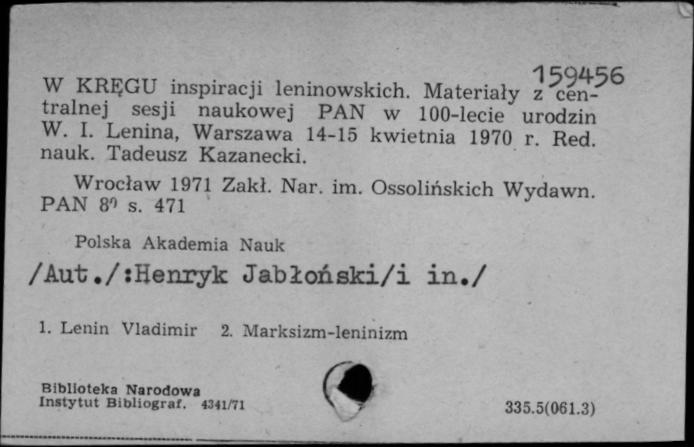 159456
W KRĘGU inspiracji leninowskich. Materiały z cen-
tralnej sesji naukowej PAN w 100-lecie urodzin
W. I. Lenina, Warszawa 14-15 kwietnia 1970 r. Red.
nauk. Tadeusz Kazanecki.
Wrocław 1971 Zakł. Nar. im. Ossolińskich Wydawn.
PAN 8⁰ s. 471
Polska Akademia Nauk
/Aut./:Henryk Jabłoński/i in./
1. Lenin Vladimir 2. Marksizm-leninizm
Biblioteka Narodowa
Instytut Bibliograf. 4341/71
335.5(061.3)